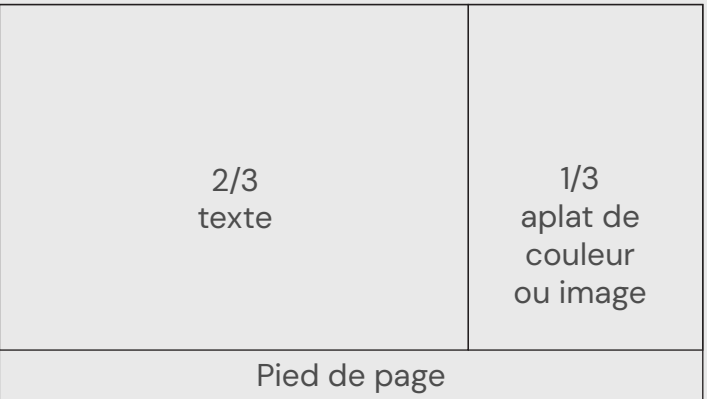 2/3
texte
1/3
aplat de
couleur
ou image
Pied de page